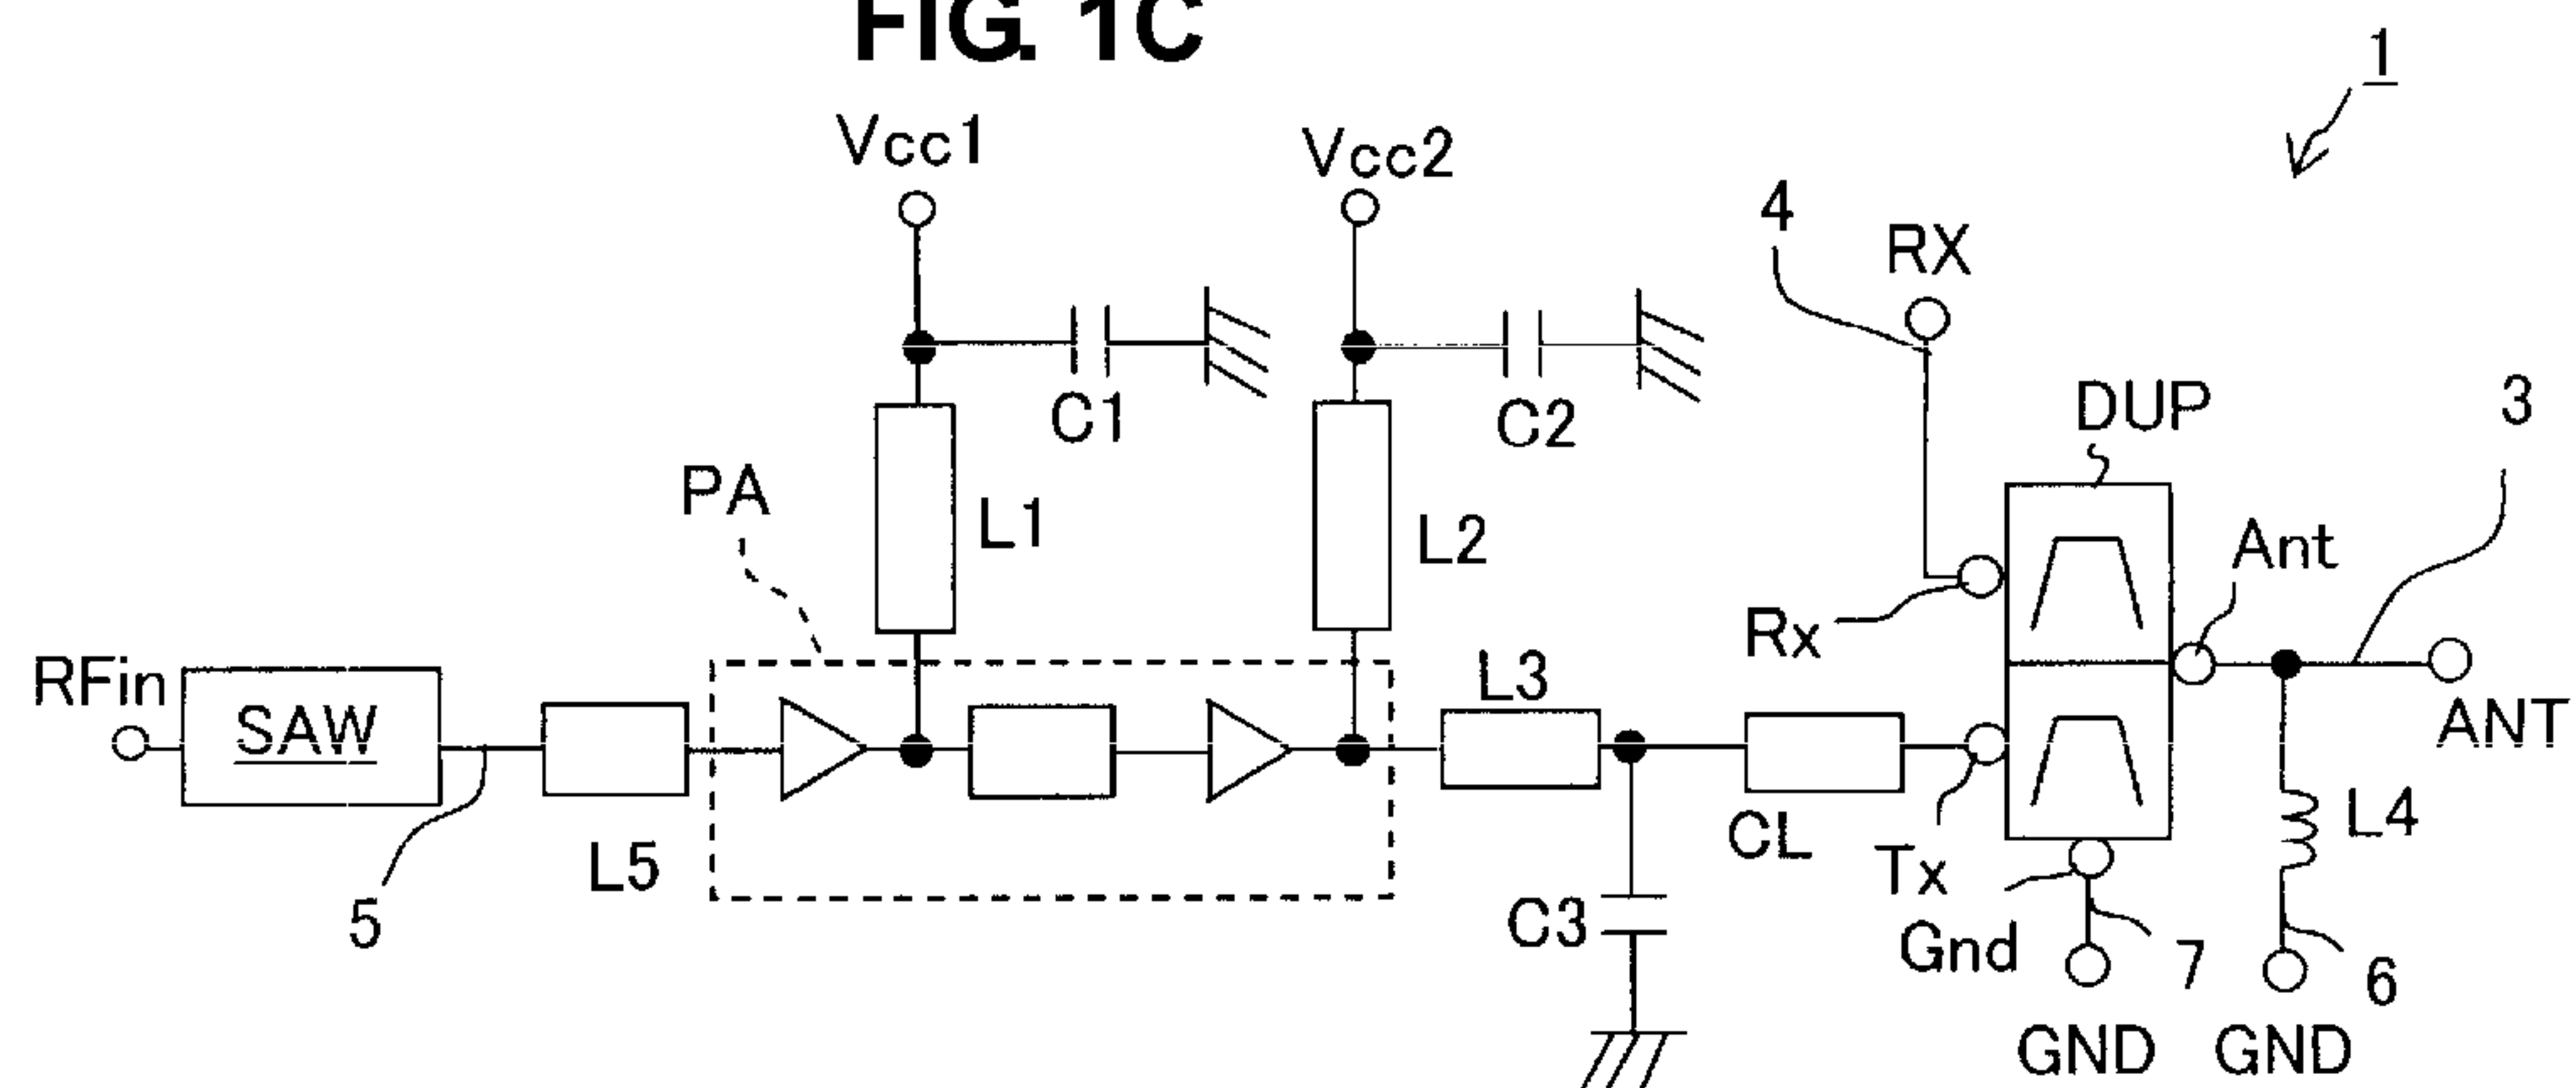 FIG. 1C
1
Vcc1
Vcc2
4
RX
C1
C2
DUP
3
PA
L1
L2
Ant
Rx
RFin
SAW
L3
ANT
L5
CL
Tx
L4
5
C3
Gnd
7
6
GND
GND